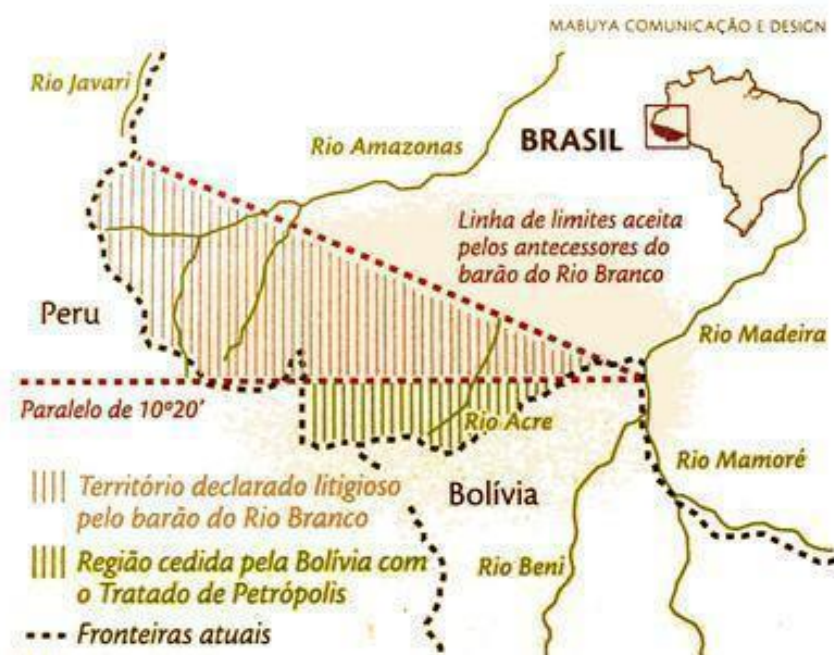 MABUYA COMUNICAÇÃO E DESIGN
Rio Javari
Rio Amazonas
BRASIL
Linha de limites aceita
pelos antecessores do
barão do Rio Branco
Peru
Rio Madeira
Paralelo de 10º20'
Rio Acre
Rio Mamoré
Bolívia
Território declarado litigioso
pelo barão do Rio Branco
Região cedida pela Bolívia com
o Tratado de Petrópolis
Rio Beni
Fronteiras atuais